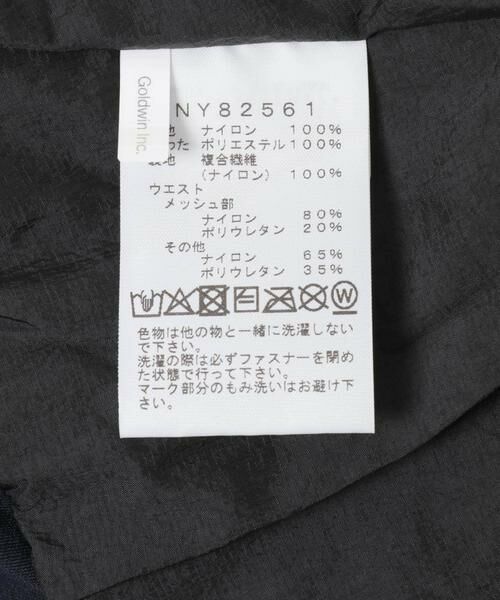 Goldwin Inc.
NY82561
地 ナイロン 100%
った ポリエステル 100%
裏地 複合繊維
(ナイロン) 100%
ウエスト
メッシュ部
ナイロン 80%
ポリウレタン 20%
その他
ナイロン 65%
ポリウレタン 35%
W
色物は他の物と一緒に洗濯しない
で下さい。
洗濯の際は必ずファスナーを閉め
た状態で行って下さい。
マーク部分のもみ洗いはお避け下
さい。